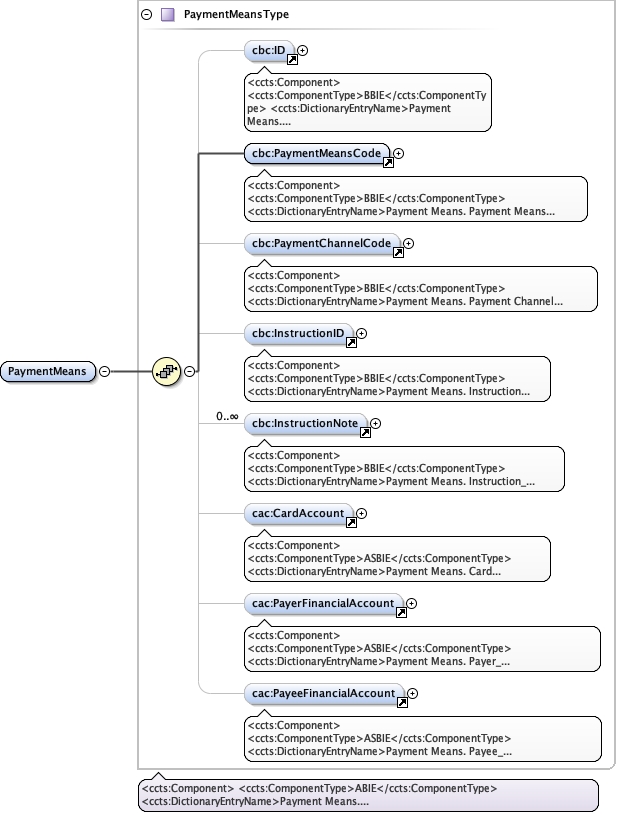 PaymentMeansType
cbc:ID
<ccts:Component>
<ccts:ComponentType>BBIE</ccts:ComponentTy
pe> <ccts:DictionaryEntryName>Payment
Means....
cbc:PaymentMeansCode
<ccts:Component>
<ccts:ComponentType>BBIE</ccts:ComponentType>
<ccts:DictionaryEntryName>Payment Means. Payment Means...
cbc:PaymentChannelCode
<ccts:Component>
<ccts:ComponentType>BBIE</ccts:ComponentType>
<ccts:DictionaryEntryName>Payment Means. Payment Channel...
cbc:InstructionID
<ccts:Component>
<ccts:ComponentType>BBIE</ccts:ComponentType>
<ccts:DictionaryEntryName>Payment Means. Instruction...
PaymentMeans
0..∞
cbc:InstructionNote
<ccts:Component>
<ccts:ComponentType>BBIE</ccts:ComponentType>
<ccts:DictionaryEntryName>Payment Means. Instruction_...
cac:CardAccount
<ccts:Component>
<ccts:ComponentType>ASBIE</ccts:ComponentType>
<ccts:DictionaryEntryName>Payment Means. Card...
cac:PayerFinancialAccount
<ccts:Component>
<ccts:ComponentType>ASBIE</ccts:ComponentType>
<ccts:DictionaryEntryName>Payment Means. Payer_...
cac:PayeeFinancialAccount
<ccts:Component>
<ccts:ComponentType>ASBIE</ccts:ComponentType>
<ccts:DictionaryEntryName>Payment Means. Payee_...
<ccts:Component> <ccts:ComponentType>ABIE</ccts:ComponentType>
<ccts:DictionaryEntryName>Payment Means....